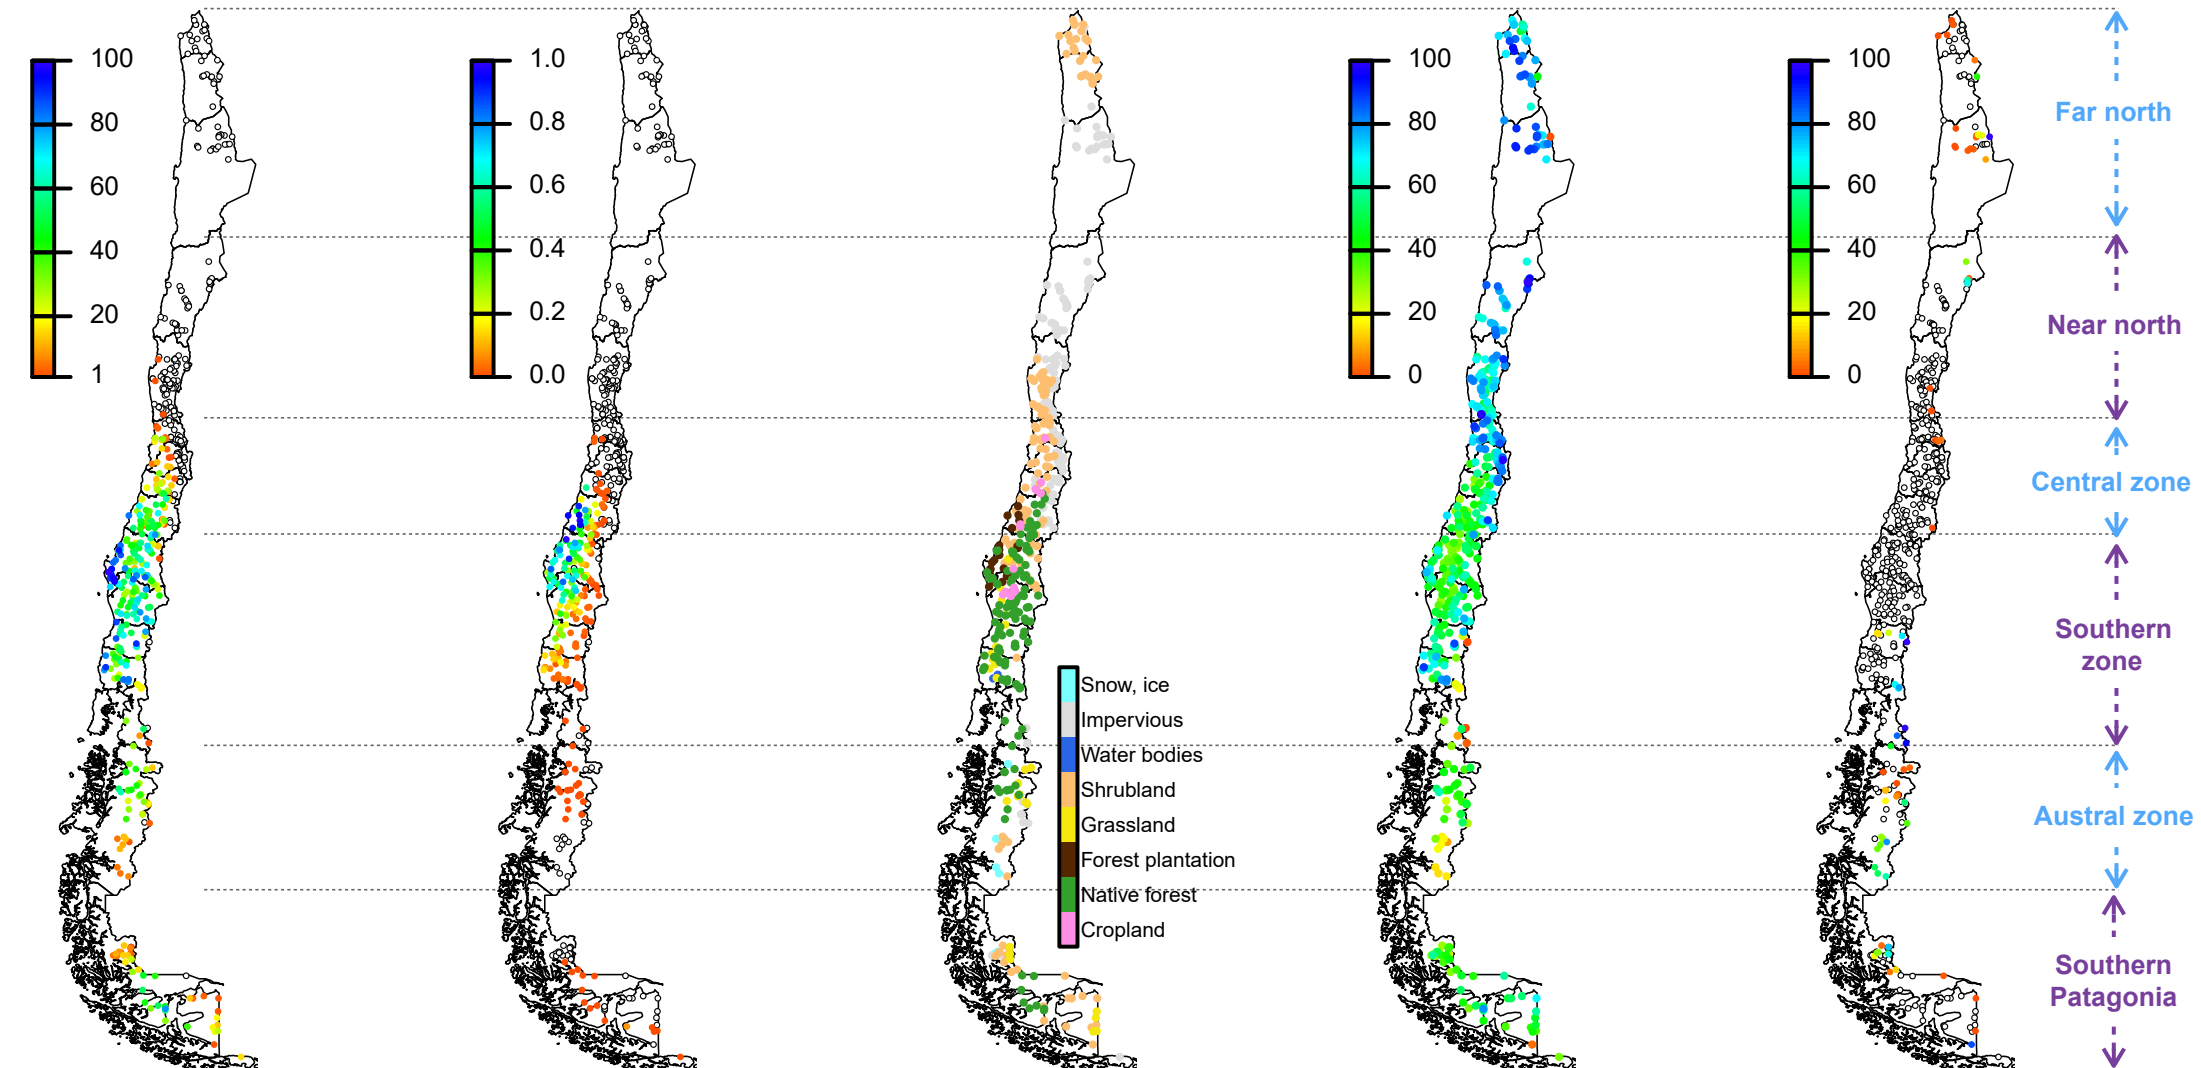 100
80
60
40
20
1
1.0
0.8
0.6
0.4
0.2
0.0
Snow, ice
Impervious
Water bodies
Shrubland
Grassland
Forest plantation
Native forest
Cropland
100
80
60
40
20
0
100
80
60
40
20
0
Far north
Near north
Central zone
Southern
zone
Austral zone
Southern
Patagonia